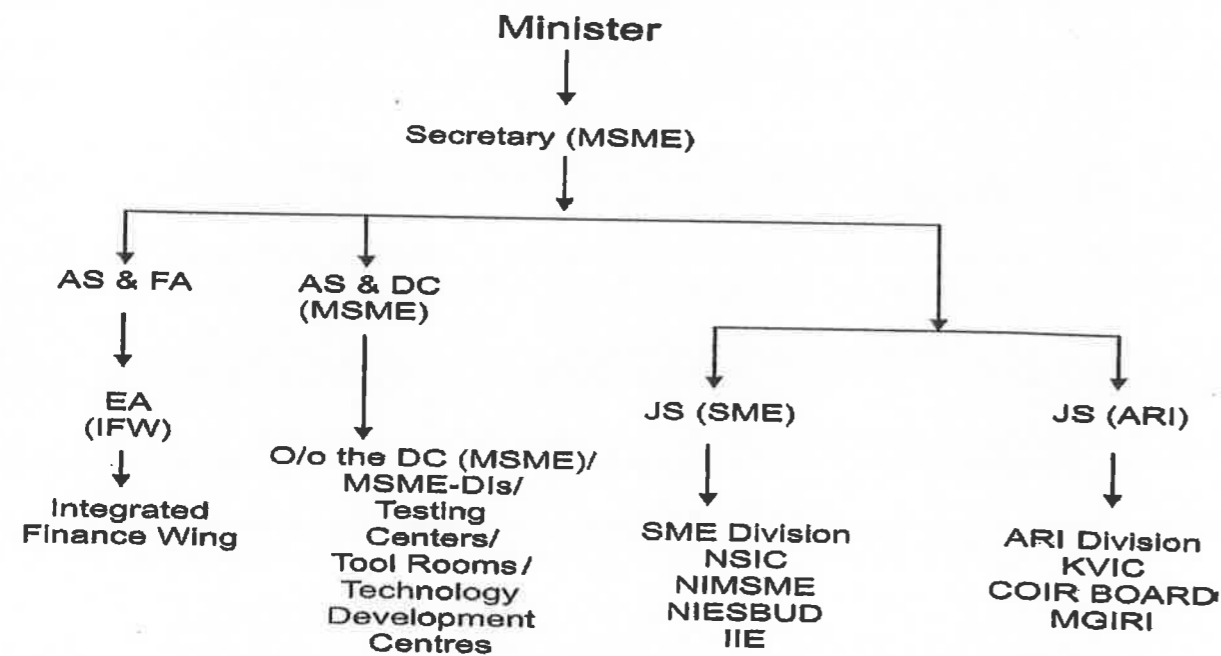 Minister
Secretary (MSME)
AS & FA
AS & DC
(MSME)
EA
(IFW)
JS (SME)
JS (ARI)
Integrated
Finance Wing
O/o the DC (MSME)/
MSME-DIs/
Testing
Centers/
Tool Rooms/
Technology
Development
Centres
SME Division
NSIC
NIMSME
NIESBUD
IIE
ARI Division
KVIC
COIR BOARD
MGIRI